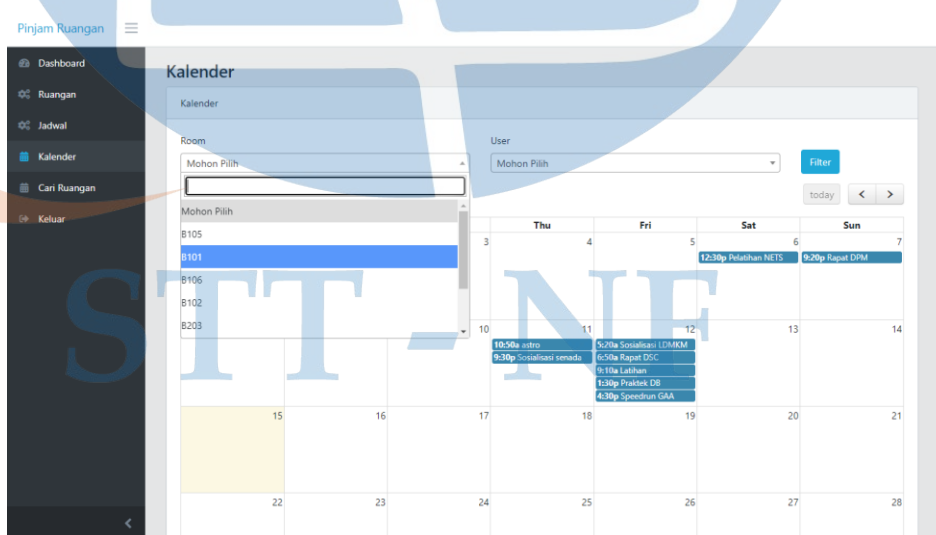 Pinjam Ruangan
Dashboard
Ruangan
Jadwal
Kalender
Cari Ruangan
Keluar
Kalender
Kalender
Room
User
Mohon Pilih
Mohon Pilih
Filter
today
Mohon Pilih
B105
B101
B106
B102
B203
Thu Fri Sat Sun
3 4 5 6 7
12:30p Pelatihan NETS
9:20p Rapat DPM
10 11 12 13 14
10:50a astro
9:30p Sosialisasi senada
5:20a Sosialisasi LDMKM
6:50a Rapat DSC
9:10a Latihan
1:30p Praktek DB
4:30p Speedrun GAA
15 16 17 18 19 20 21
22 23 24 25 26 27 28
STT - NF